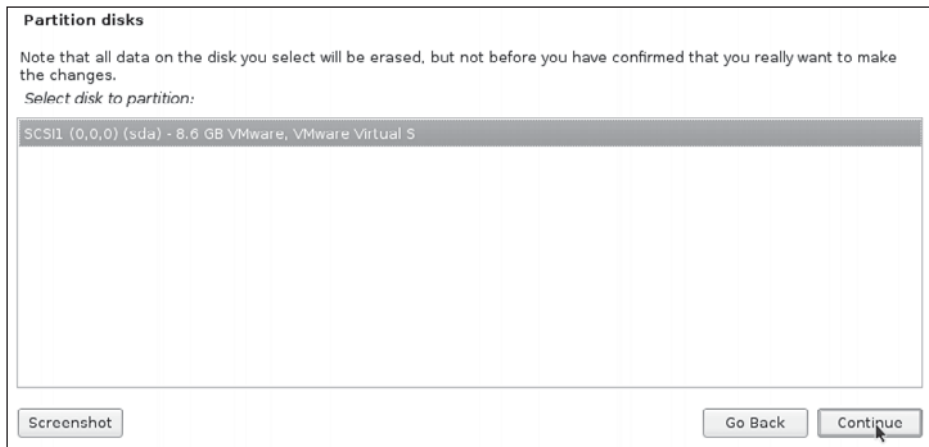 Partition disks
Note that all data on the disk you select will be erased, but not before you have confirmed that you really want to make
the changes.
Select disk to partition:
SCSI1 (0,0,0) (sda) - 8.6 GB VMware, VMware Virtual S
Screenshot
Go Back
Continue